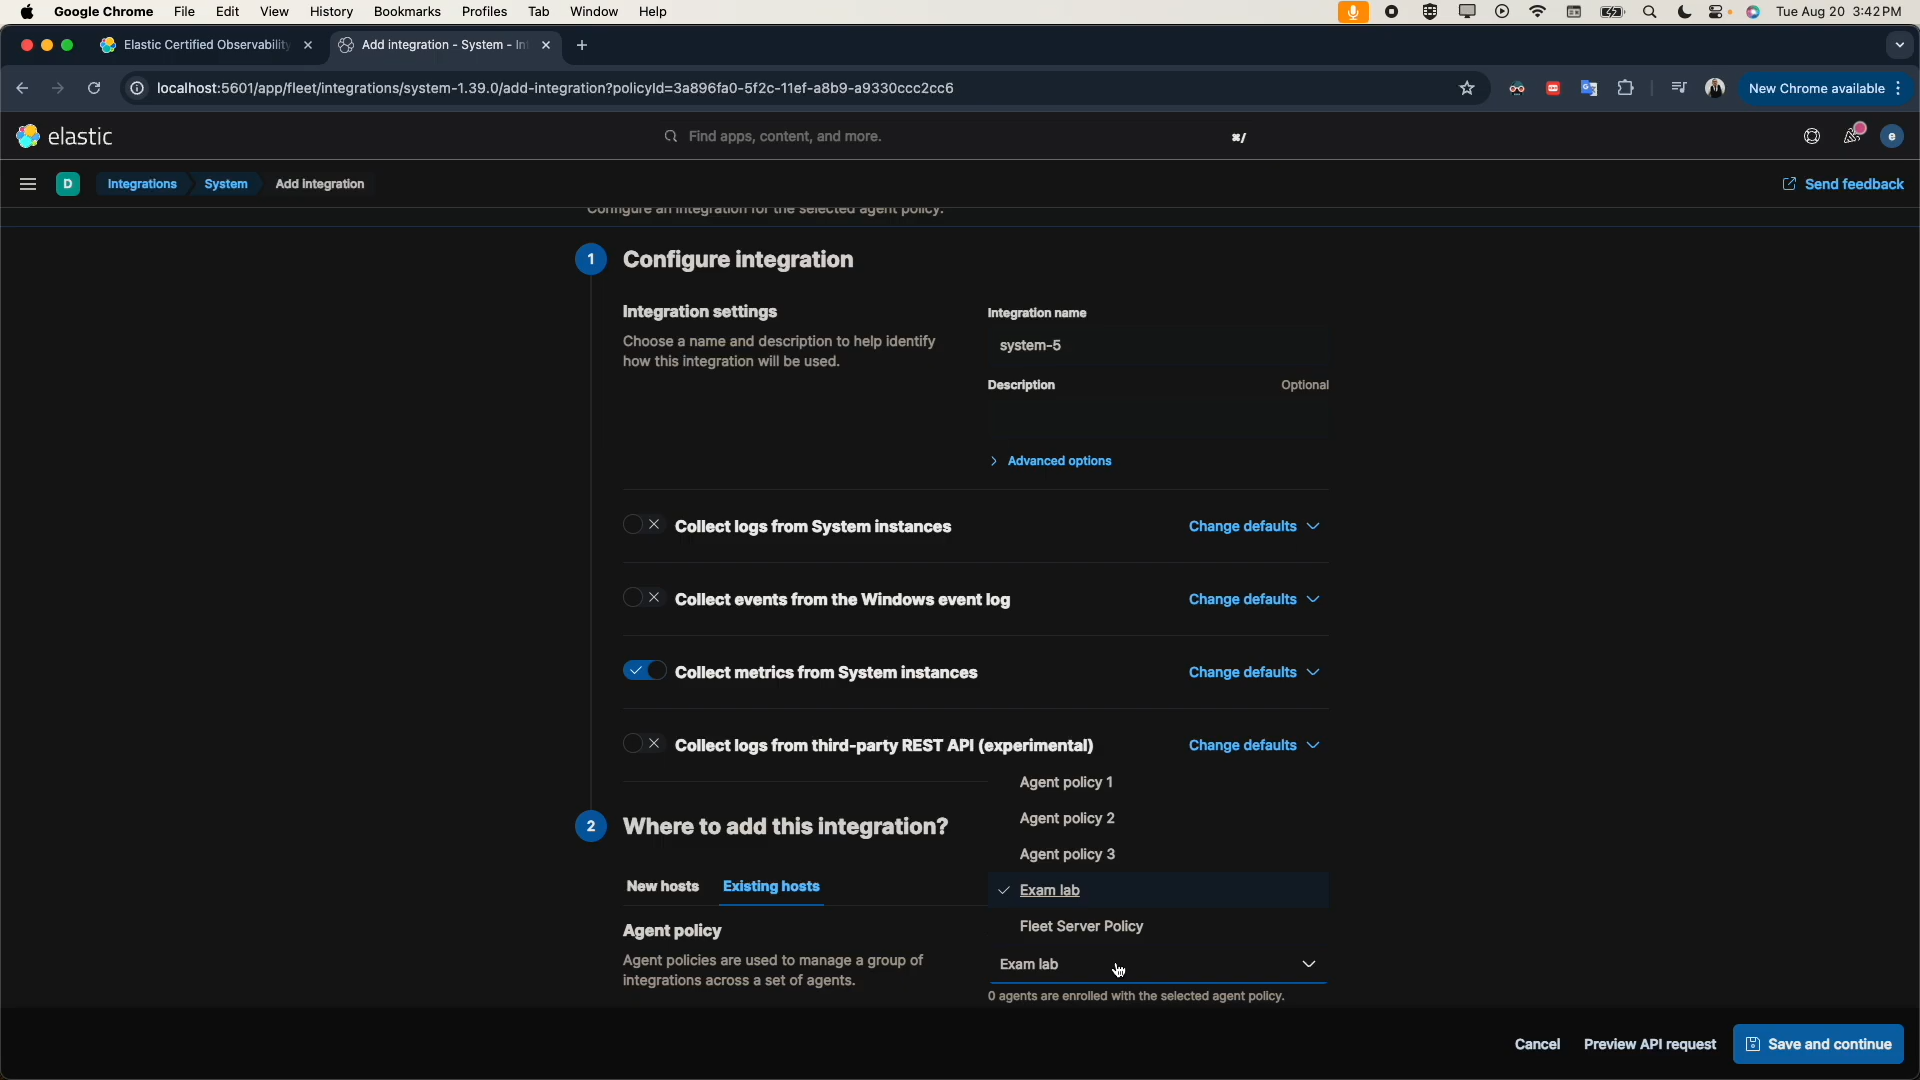 Google Chrome File Edit View History Bookmarks Profiles Tab Window Help Tue Aug 20 3:42 PM
Elastic Certified Observability Add integration - System - In
localhost:5601/app/fleet/integrations/system-1.39.0/add-integration?policyId=3a896fa0-5f2c-11ef-a8b9-a9330ccc2cc6 New Chrome available
elastic Find apps, content, and more. ⌘/ e
D Integrations System Add integration Send feedback
Configure an integration for the selected agent policy.
1 Configure integration
Integration settings
Choose a name and description to help identify
how this integration will be used.
Integration name
system-5
Description Optional
Advanced options
Collect logs from System instances Change defaults
Collect events from the Windows event log Change defaults
Collect metrics from System instances Change defaults
Collect logs from third-party REST API (experimental) Change defaults
2 Where to add this integration?
New hosts Existing hosts
Agent policy
Agent policies are used to manage a group of
integrations across a set of agents.
Agent policy 1
Agent policy 2
Agent policy 3
Exam lab
Fleet Server Policy
Exam lab
0 agents are enrolled with the selected agent policy.
Cancel Preview API request Save and continue